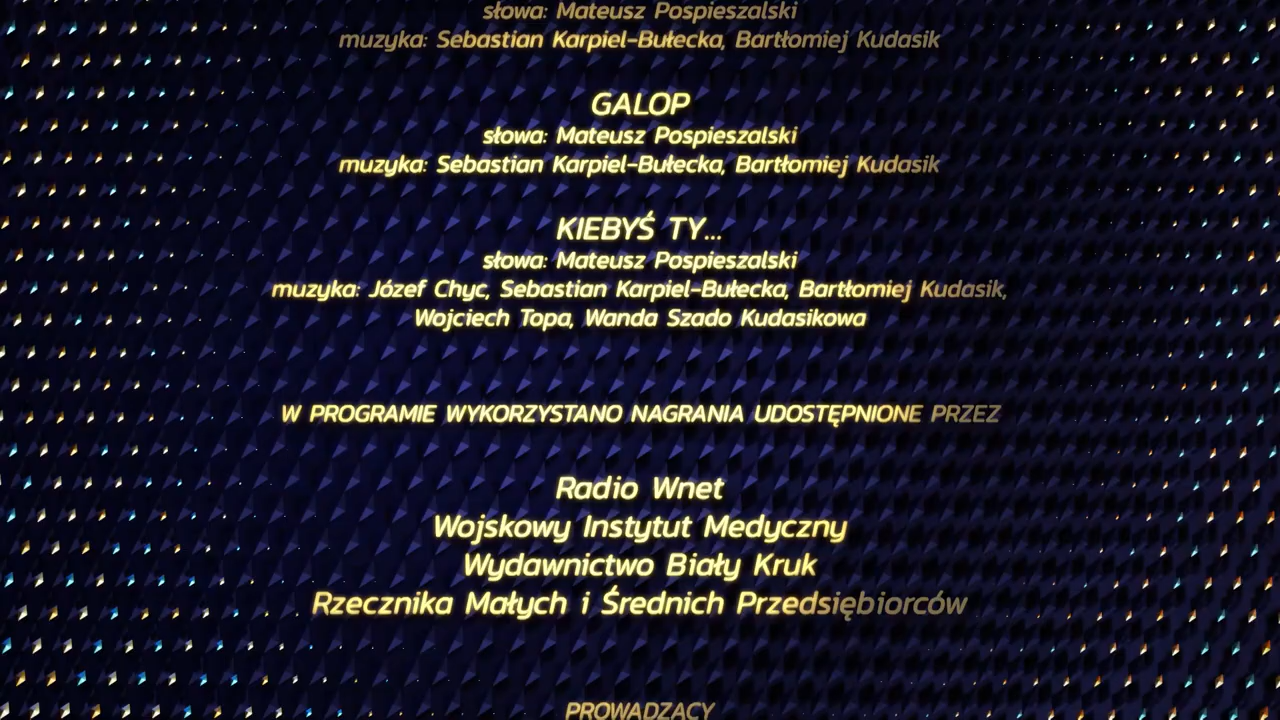 słowa: Mateusz Pospieszalski
muzyka: Sebastian Karpiel-Bułecka, Bartłomiej Kudasik
GALOP
słowa: Mateusz Pospieszalski
muzyka: Sebastian Karpiel-Bułecka, Bartłomiej Kudasik
KIEBYŚ TY...
słowa: Mateusz Pospieszalski
muzyka: Józef Chyc, Sebastian Karpiel-Bułecka, Bartłomiej Kudasik,
Wojciech Topa, Wanda Szado Kudasikowa
W PROGRAMIE WYKORZYSTANO NAGRANIA UDOSTĘPNIONE PRZEZ
Radio Wnet
Wojskowy Instytut Medyczny
Wydawnictwo Biały Kruk
Rzecznika Małych i Średnich Przedsiębiorców
PROWADZĄCY